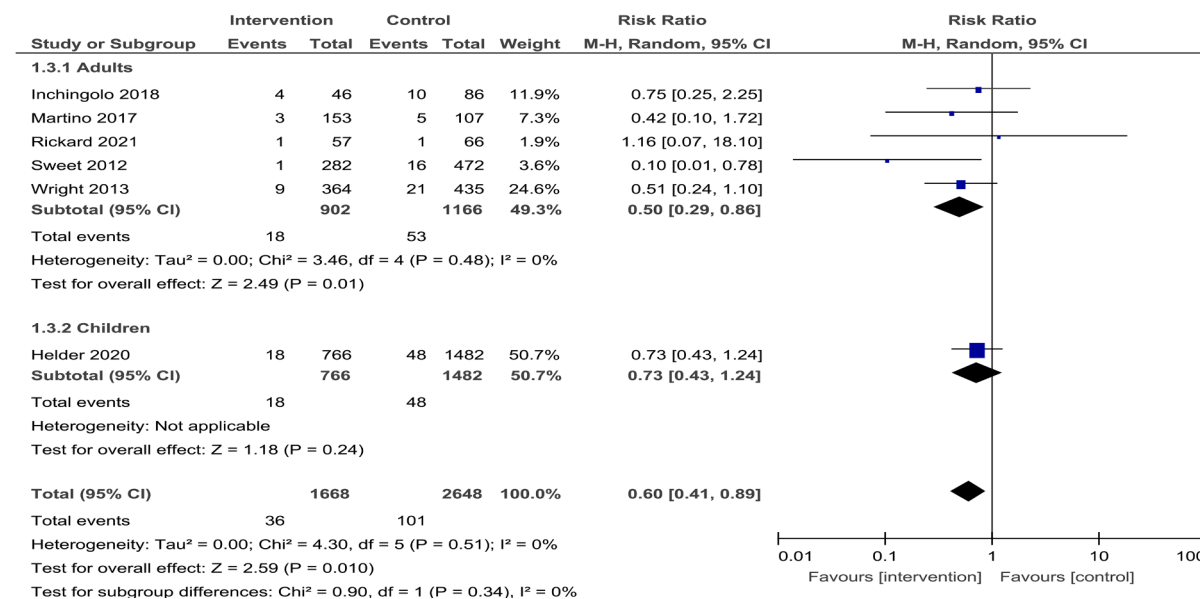 Intervention Control Risk Ratio Risk Ratio
Study or Subgroup Events Total Events Total Weight M-H, Random, 95% CI M-H, Random, 95% CI
1.3.1 Adults
Inchingolo 2018 4 46 10 86 11.9% 0.75 [0.25, 2.25]
Martino 2017 3 153 5 107 7.3% 0.42 [0.10, 1.72]
Rickard 2021 1 57 1 66 1.9% 1.16 [0.07, 18.10]
Sweet 2012 1 282 16 472 3.6% 0.10 [0.01, 0.78]
Wright 2013 9 364 21 435 24.6% 0.51 [0.24, 1.10]
Subtotal (95% CI) 902 1166 49.3% 0.50 [0.29, 0.86]
Total events 18 53
Heterogeneity: Tau² = 0.00; Chi² = 3.46, df = 4 (P = 0.48); I² = 0%
Test for overall effect: Z = 2.49 (P = 0.01)
1.3.2 Children
Helder 2020 18 766 48 1482 50.7% 0.73 [0.43, 1.24]
Subtotal (95% CI) 766 1482 50.7% 0.73 [0.43, 1.24]
Total events 18 48
Heterogeneity: Not applicable
Test for overall effect: Z = 1.18 (P = 0.24)
Total (95% CI) 1668 2648 100.0% 0.60 [0.41, 0.89]
Total events 36 101
Heterogeneity: Tau² = 0.00; Chi² = 4.30, df = 5 (P = 0.51); I² = 0%
Test for overall effect: Z = 2.59 (P = 0.010)
Test for subgroup differences: Chi² = 0.90, df = 1 (P = 0.34), I² = 0%
0.01 0.1 1 10 100
Favours [intervention] Favours [control]